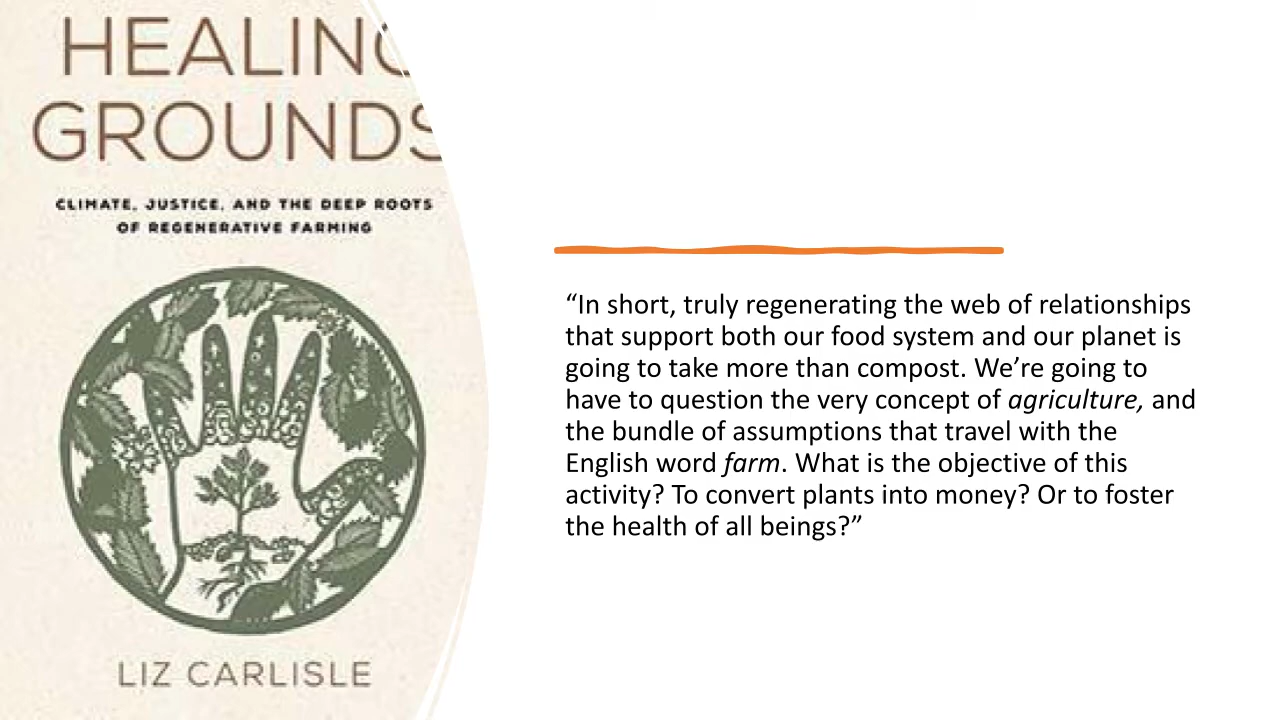 HEALING
GROUNDS
CLIMATE, JUSTICE, AND THE DEEP ROOTS
OF REGENERATIVE FARMING
LIZ CARLISLE
“In short, truly regenerating the web of relationships
that support both our food system and our planet is
going to take more than compost. We’re going to
have to question the very concept of agriculture, and
the bundle of assumptions that travel with the
English word farm. What is the objective of this
activity? To convert plants into money? Or to foster
the health of all beings?”